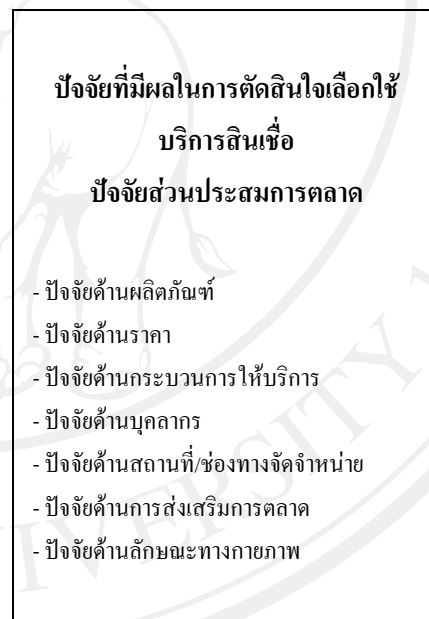 ปัจจัยที่มีผลในการตัดสินใจเลือกใช้
บริการสินเชื่อ
ปัจจัยส่วนประสมการตลาด
- ปัจจัยด้านผลิตภัณฑ์
- ปัจจัยด้านราคา
- ปัจจัยด้านกระบวนการให้บริการ
- ปัจจัยด้านบุคลากร
- ปัจจัยด้านสถานที่/ช่องทางจัดจำหน่าย
- ปัจจัยด้านการส่งเสริมการตลาด
- ปัจจัยด้านลักษณะทางกายภาพ